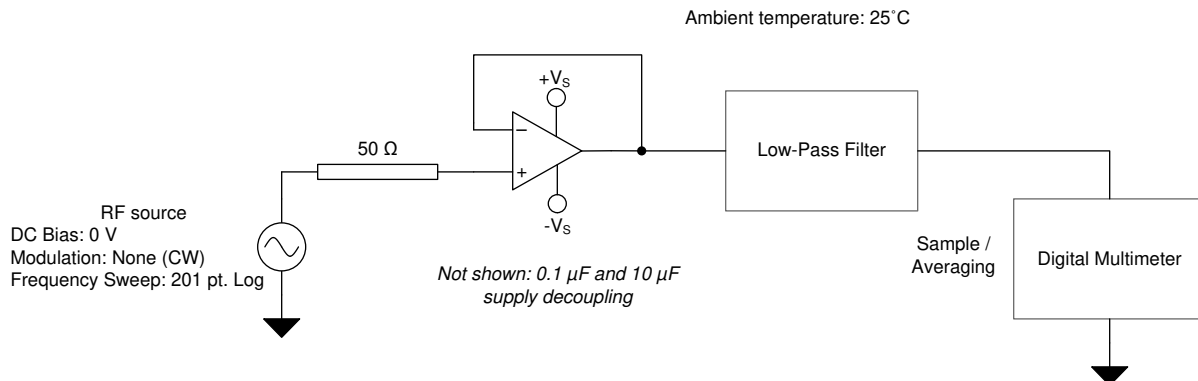 Ambient temperature: 25˚C
+VS
−
50 Ω
+
Low-Pass Filter
RF source
DC Bias: 0 V
Modulation: None (CW)
Frequency Sweep: 201 pt. Log
-VS
Not shown: 0.1 µF and 10 µF
supply decoupling
Sample /
Averaging
Digital Multimeter